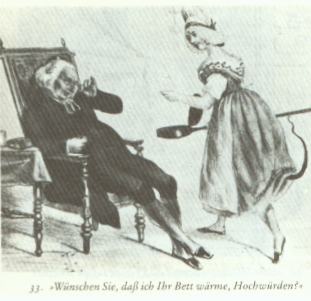 33. »Wünschen Sie, daß ich Ihr Bett wärme, Hochwürden?«